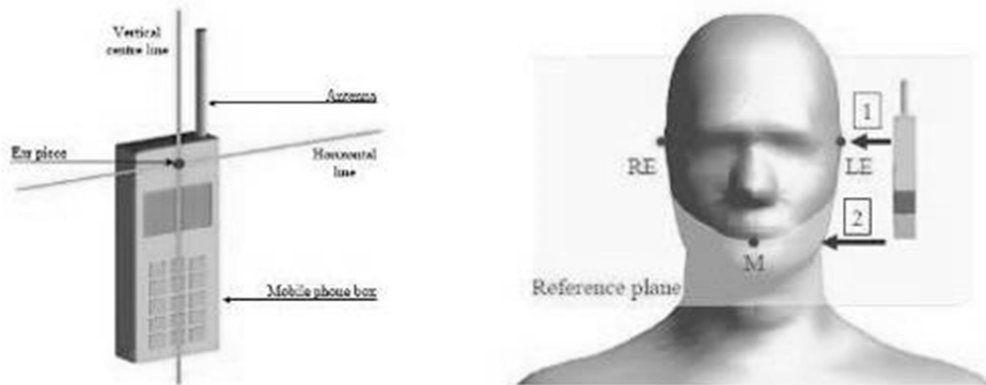 Vertical
centre line
Antenna
Ear piece
Horizontal
line
Mobile phone box
1
RE
LE
2
M
Reference plane